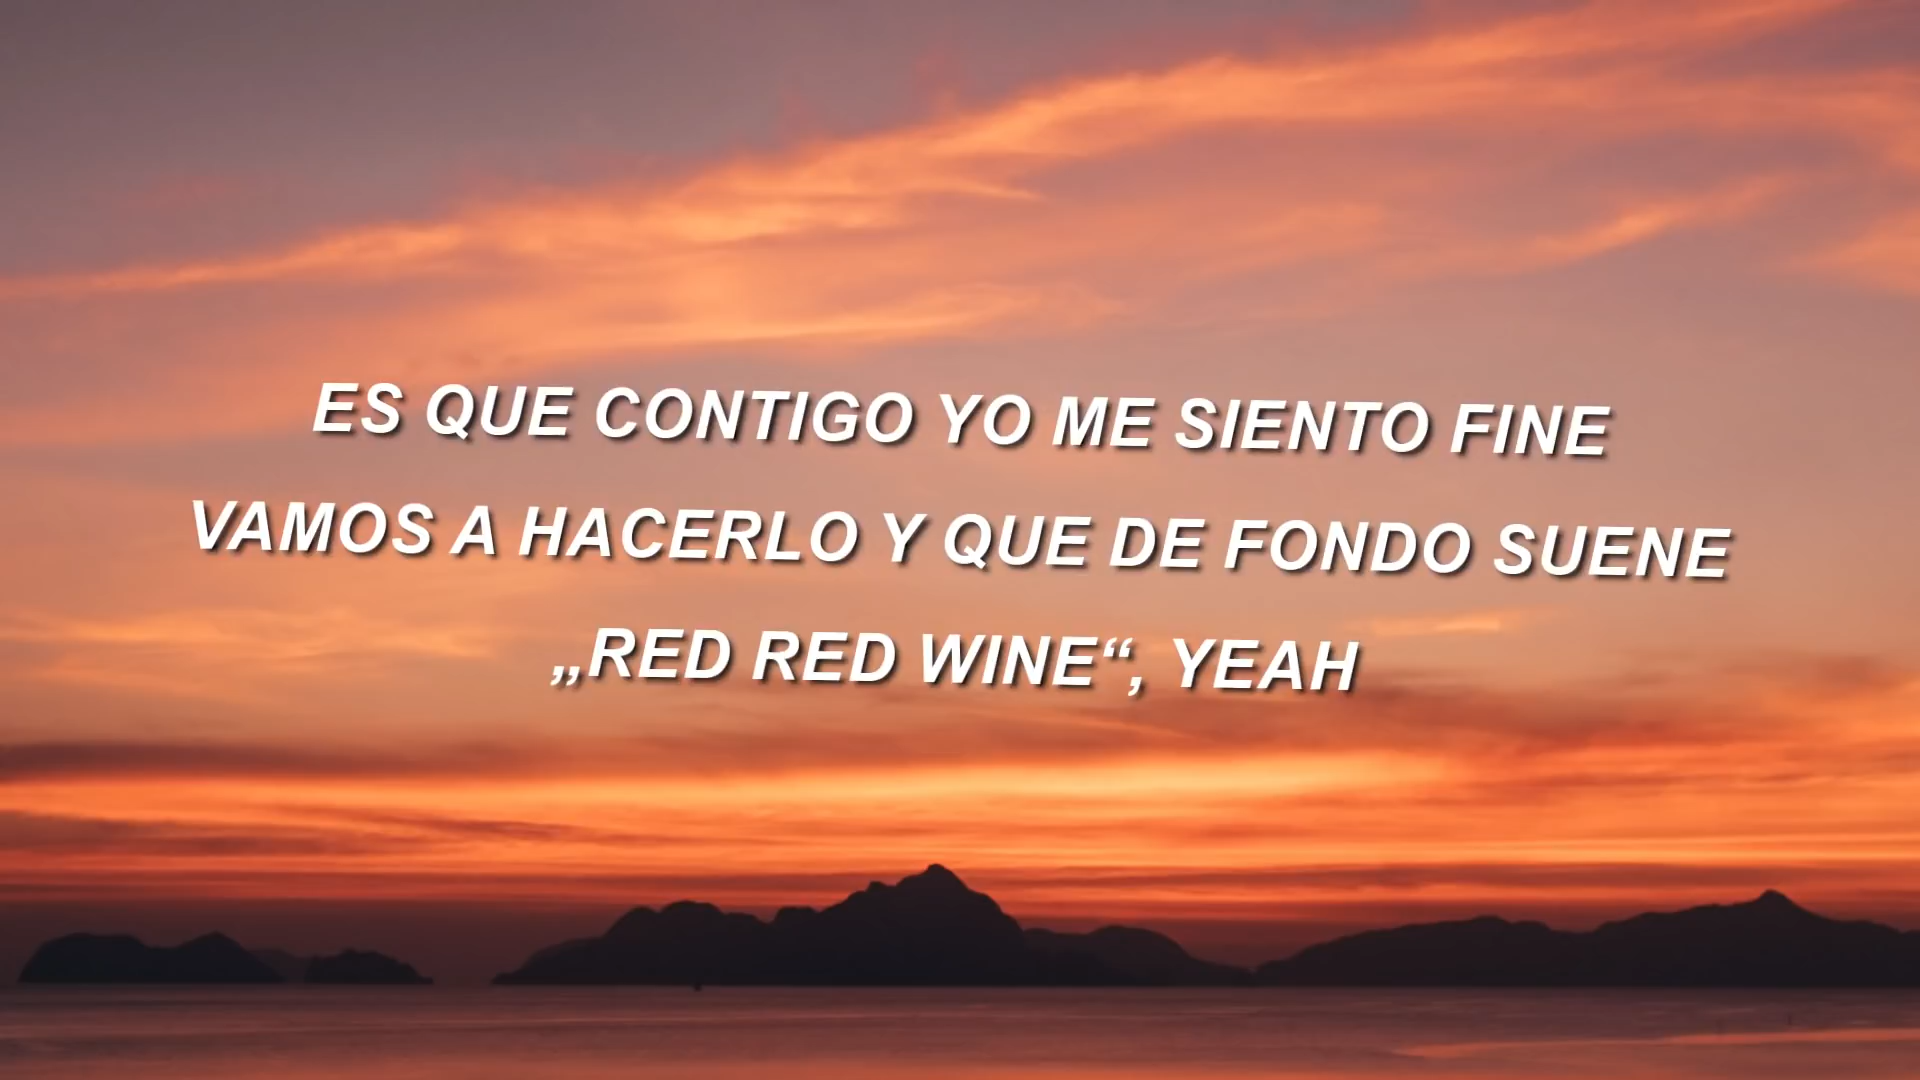 ES QUE CONTIGO YO ME SIENTO FINE
VAMOS A HACERLO Y QUE DE FONDO SUENE
„RED RED WINE“, YEAH